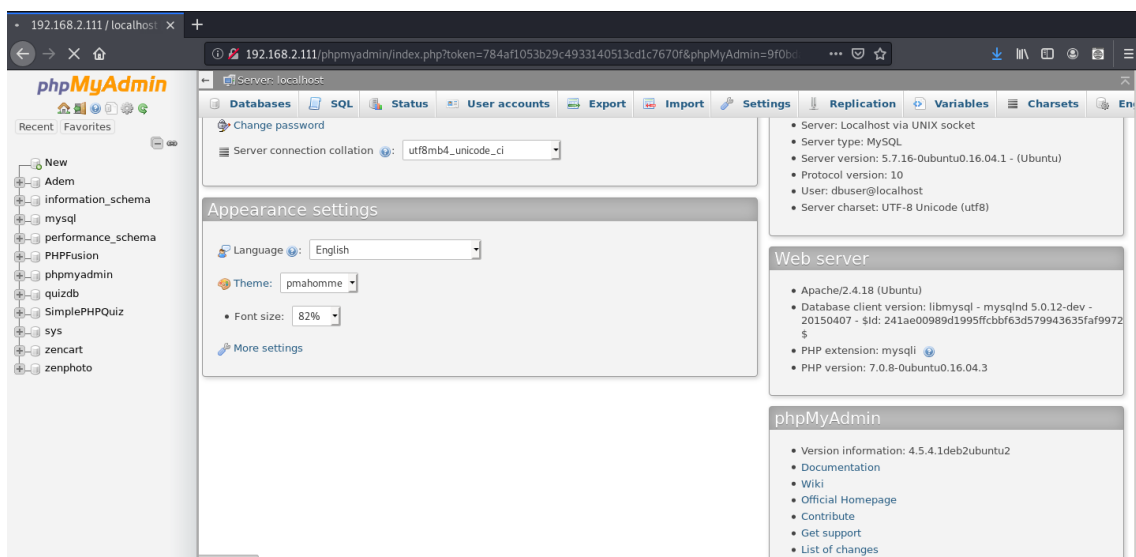 192.168.2.111 / localhost
192.168.2.111/phpmyadmin/index.php?token=784af1053b29c4933140513cd1c7670f&phpMyAdmin=9f0bd
phpMyAdmin
Recent Favorites
New
Adem
information_schema
mysql
performance_schema
PHPFusion
phpmyadmin
quizdb
SimplePHPQuiz
sys
zencart
zenphoto
Server: localhost
Databases SQL Status User accounts Export Import Settings Replication Variables Charsets En
Change password
Server connection collation : utf8mb4_unicode_ci
Appearance settings
Language : English
Theme: pmahomme
• Font size: 82%
More settings
• Server: Localhost via UNIX socket
• Server type: MySQL
• Server version: 5.7.16-0ubuntu0.16.04.1 - (Ubuntu)
• Protocol version: 10
• User: dbuser@localhost
• Server charset: UTF-8 Unicode (utf8)
Web server
• Apache/2.4.18 (Ubuntu)
• Database client version: libmysql - mysqlnd 5.0.12-dev -
20150407 - $Id: 241ae00989d1995ffcbbf63d579943635faf9972
$
• PHP extension: mysqli
• PHP version: 7.0.8-0ubuntu0.16.04.3
phpMyAdmin
• Version information: 4.5.4.1deb2ubuntu2
• Documentation
• Wiki
• Official Homepage
• Contribute
• Get support
• List of changes